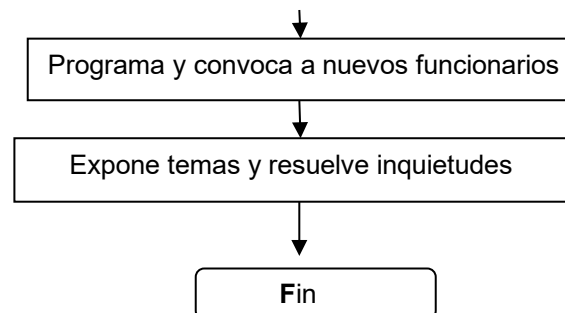 Programa y convoca a nuevos funcionarios
Expone temas y resuelve inquietudes
Fin